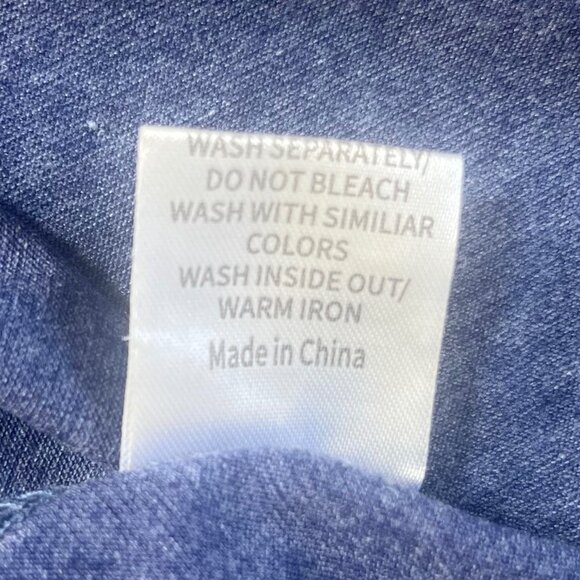 WASH SEPARATELY/
DO NOT BLEACH
WASH WITH SIMILIAR
COLORS
WASH INSIDE OUT/
WARM IRON
Made in China